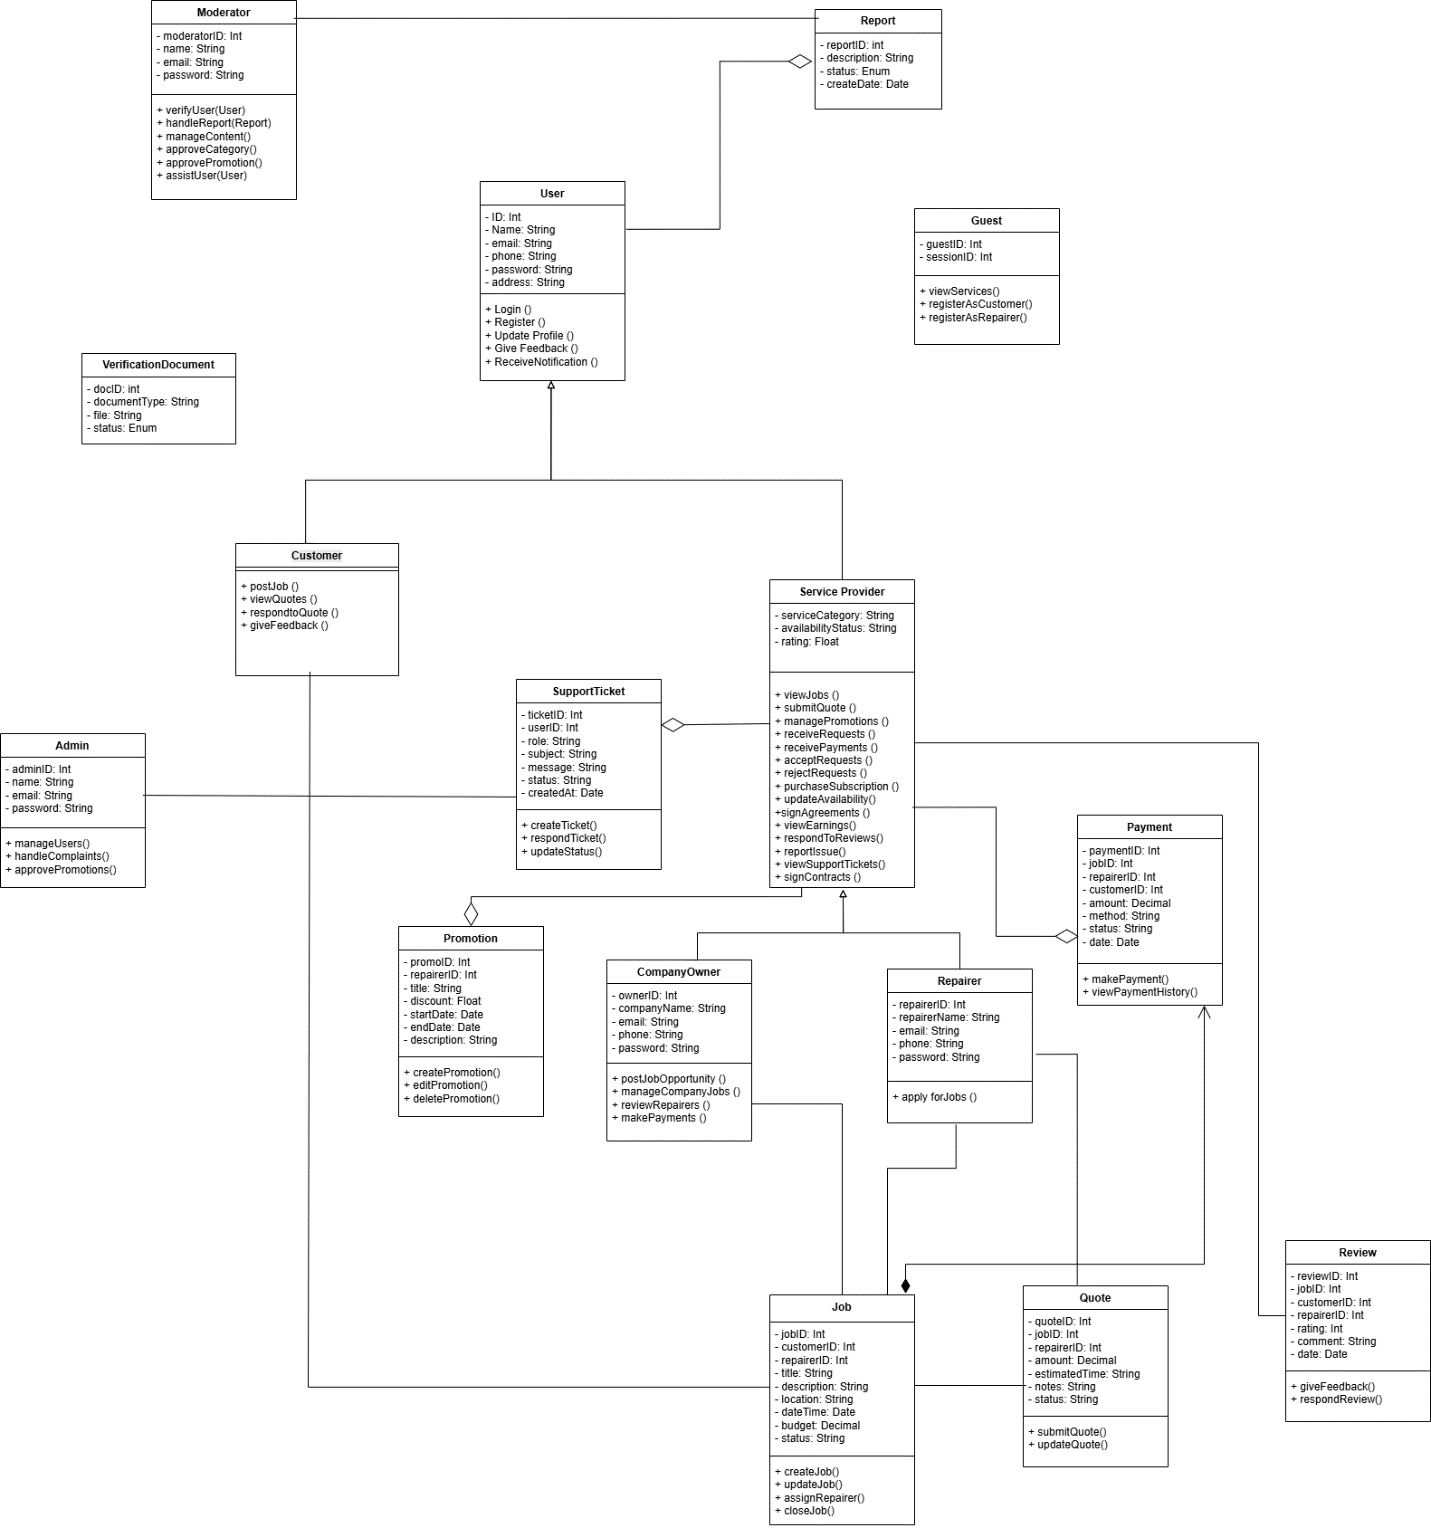 Moderator
- moderatorID: Int
- name: String
- email: String
- password: String
+ verifyUser(User)
+ handleReport(Report)
+ manageContent()
+ approveCategory()
+ approvePromotion()
+ assistUser(User)
Report
- reportID: int
- description: String
- status: Enum
- createDate: Date
User
- ID: Int
- Name: String
- email: String
- phone: String
- password: String
- address: String
+ Login ()
+ Register ()
+ Update Profile ()
+ Give Feedback ()
+ ReceiveNotification ()
Guest
- guestID: Int
- sessionID: Int
+ viewServices()
+ registerAsCustomer()
+ registerAsRepairer()
VerificationDocument
- docID: int
- documentType: String
- file: String
- status: Enum
Customer
+ postJob ()
+ viewQuotes ()
+ respondtoQuote ()
+ giveFeedback ()
Service Provider
- serviceCategory: String
- availabilityStatus: String
- rating: Float
+ viewJobs ()
+ submitQuote ()
+ managePromotions ()
+ receiveRequests ()
+ receivePayments ()
+ acceptRequests ()
+ rejectRequests ()
+ purchaseSubscription ()
+ updateAvailability()
+signAgreements ()
+ viewEarnings()
+ respondToReviews()
+ reportIssue()
+ viewSupportTickets()
+ signContracts ()
SupportTicket
- ticketID: Int
- userID: Int
- role: String
- subject: String
- message: String
- status: String
- createdAt: Date
+ createTicket()
+ respondTicket()
+ updateStatus()
Admin
- adminID: Int
- name: String
- email: String
- password: String
+ manageUsers()
+ handleComplaints()
+ approvePromotions()
Payment
- paymentID: Int
- jobID: Int
- repairerID: Int
- customerID: Int
- amount: Decimal
- method: String
- status: String
- date: Date
+ makePayment()
+ viewPaymentHistory()
Promotion
- promoID: Int
- repairerID: Int
- title: String
- discount: Float
- startDate: Date
- endDate: Date
- description: String
+ createPromotion()
+ editPromotion()
+ deletePromotion()
CompanyOwner
- ownerID: Int
- companyName: String
- email: String
- phone: String
- password: String
+ postJobOpportunity ()
+ manageCompanyJobs ()
+ reviewRepairers ()
+ makePayments ()
Repairer
- repairerID: Int
- repairerName: String
- email: String
- phone: String
- password: String
+ apply forJobs ()
Job
- jobID: Int
- customerID: Int
- repairerID: Int
- title: String
- description: String
- location: String
- dateTime: Date
- budget: Decimal
- status: String
+ createJob()
+ updateJob()
+ assignRepairer()
+ closeJob()
Quote
- quoteID: Int
- jobID: Int
- repairerID: Int
- amount: Decimal
- estimatedTime: String
- notes: String
- status: String
+ submitQuote()
+ updateQuote()
Review
- reviewID: Int
- jobID: Int
- customerID: Int
- repairerID: Int
- rating: Int
- comment: String
- date: Date
+ giveFeedback()
+ respondReview()